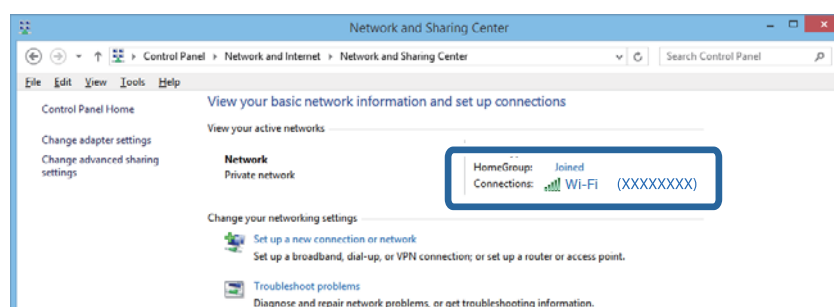 Network and Sharing Center
Control Panel Network and Internet Network and Sharing Center Search Control Panel
File Edit View Tools Help
Control Panel Home
Change adapter settings
Change advanced sharing settings
View your basic network information and set up connections
View your active networks
Network
Private network
HomeGroup: Joined
Connections: Wi-Fi (XXXXXXXX)
Change your networking settings
Set up a new connection or network
Set up a broadband, dial-up, or VPN connection; or set up a router or access point.
Troubleshoot problems
Diagnose and repair network problems, or get troubleshooting information.